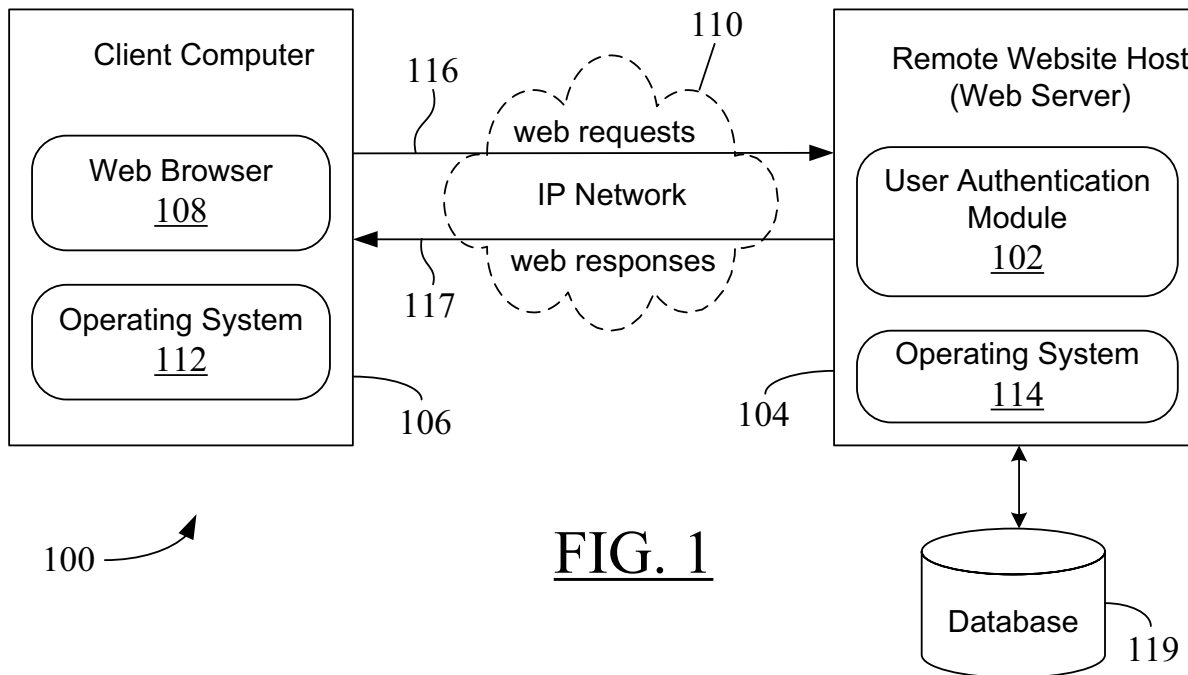 Client Computer
Web Browser
108
Operating System
112
106
116
web requests
110
IP Network
web responses
117
Remote Website Host
(Web Server)
User Authentication
Module
102
Operating System
114
104
Database
119
100
FIG. 1